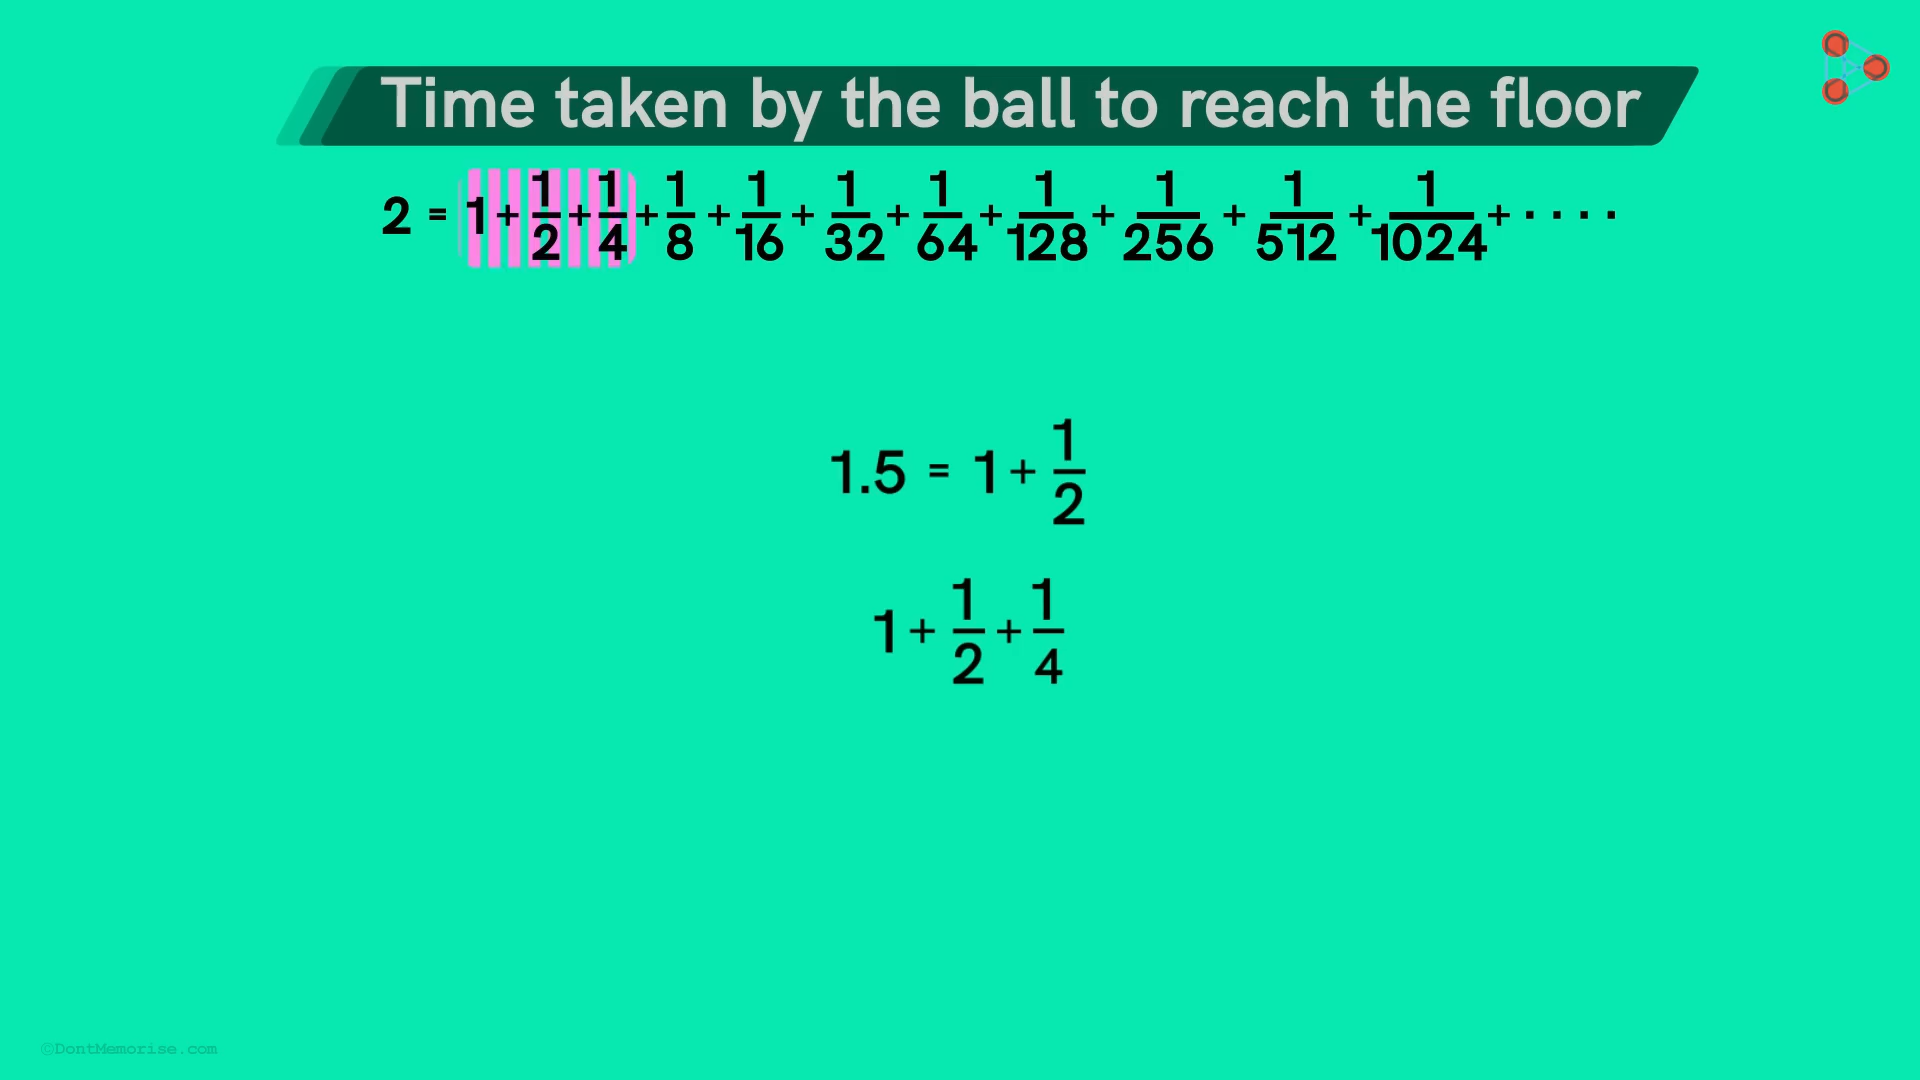 Time taken by the ball to reach the floor
2 = 1 + 1/2 + 1/4 + 1/8 + 1/16 + 1/32 + 1/64 + 1/128 + 1/256 + 1/512 + 1/1024 + ....
1.5 = 1 + 1/2
1 + 1/2 + 1/4
©DontMemorise.com